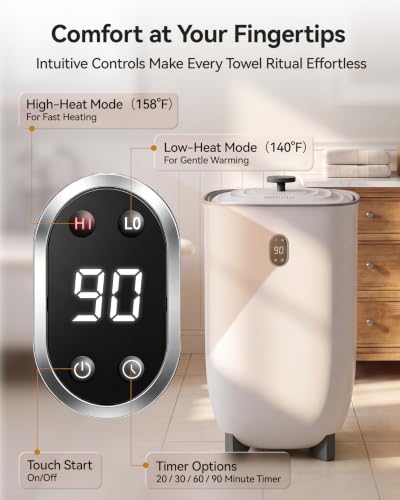 Comfort at Your Fingertips
Intuitive Controls Make Every Towel Ritual Effortless
High-Heat Mode (158°F)
For Fast Heating
Low-Heat Mode (140°F)
For Gentle Warming
HI LO
90
90
Touch Start
On/Off
Timer Options
20 / 30 / 60 / 90 Minute Timer